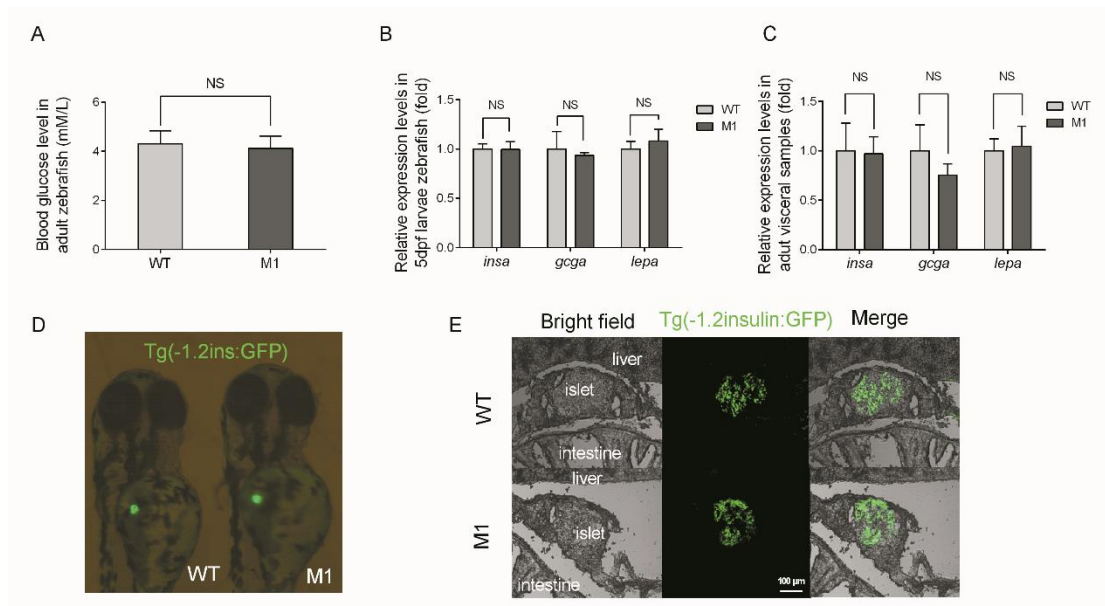 A
NS
Blood glucose level in
adult zebrafish (mM/L)
6
4
2
0
WT
M1
B
Relative expression levels in
5dpf larvae zebrafish (fold)
NS
NS
NS
WT
M1
1.5
1.0
0.5
0.0
insa
gcga
lepa
C
Relative expression levels in
adut visceral samples (fold)
NS
NS
NS
WT
M1
1.5
1.0
0.5
0.0
insa
gcga
lepa
D
Tg(-1.2ins:GFP)
WT
M1
E
Bright field
Tg(-1.2insulin:GFP)
Merge
WT
liver
islet
intestine
M1
liver
islet
intestine
100 µm